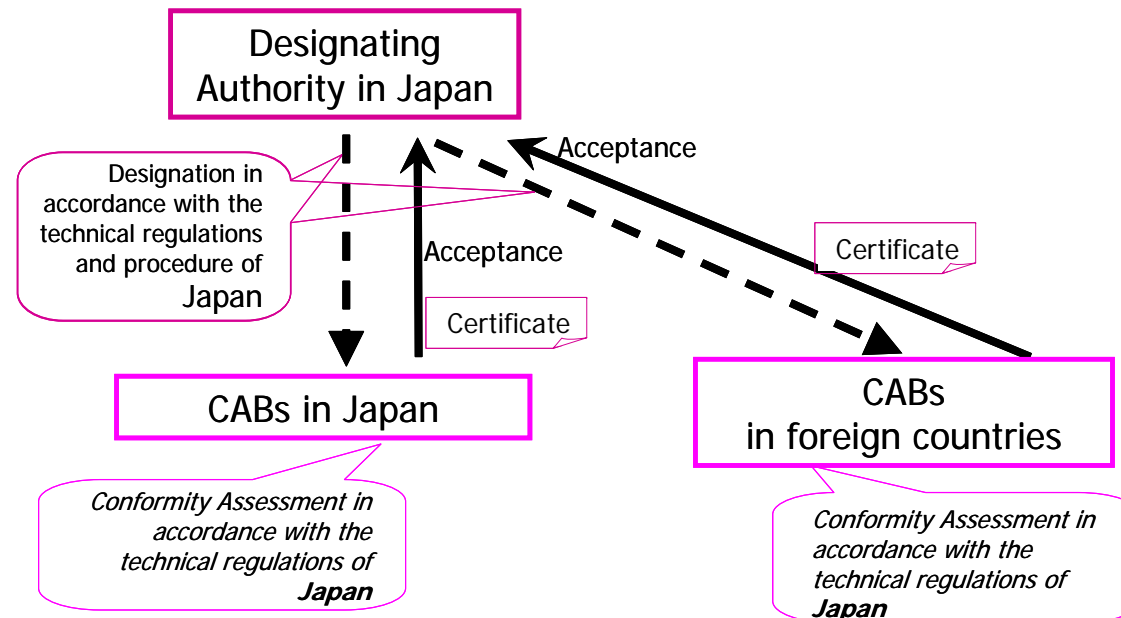 Designating
Authority in Japan
Acceptance
Designation in
accordance with the
technical regulations
and procedure of
Japan
Acceptance
Certificate
Certificate
CABs in Japan
CABs
in foreign countries
Conformity Assessment in
accordance with the
technical regulations of
Japan
Conformity Assessment in
accordance with the
technical regulations of
Japan